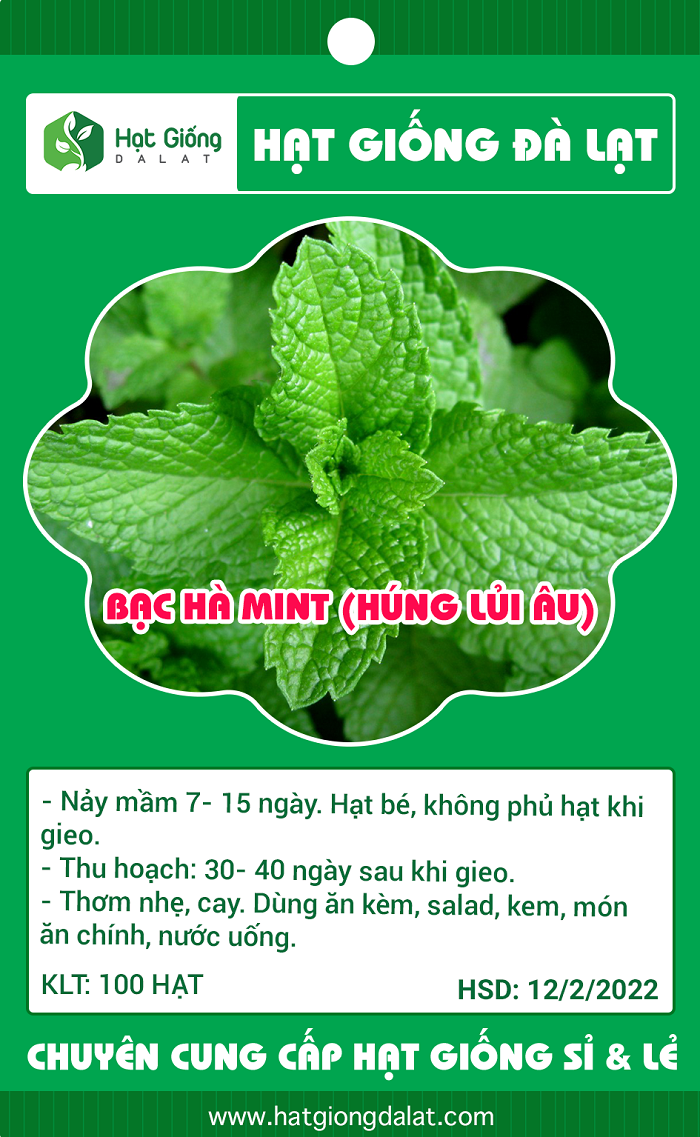 Hạt Giống
DALAT
HẠT GIỐNG ĐÀ LẠT
BẠC HÀ MINT (HÚNG LỦI ÂU)
- Nảy mầm 7- 15 ngày. Hạt bé, không phủ hạt khi
gieo.
- Thu hoạch: 30- 40 ngày sau khi gieo.
- Thơm nhẹ, cay. Dùng ăn kèm, salad, kem, món
ăn chính, nước uống.
KLT: 100 HẠT
HSD: 12/2/2022
CHUYÊN CUNG CẤP HẠT GIỐNG SỈ & LẺ
www.hatgiongdalat.com